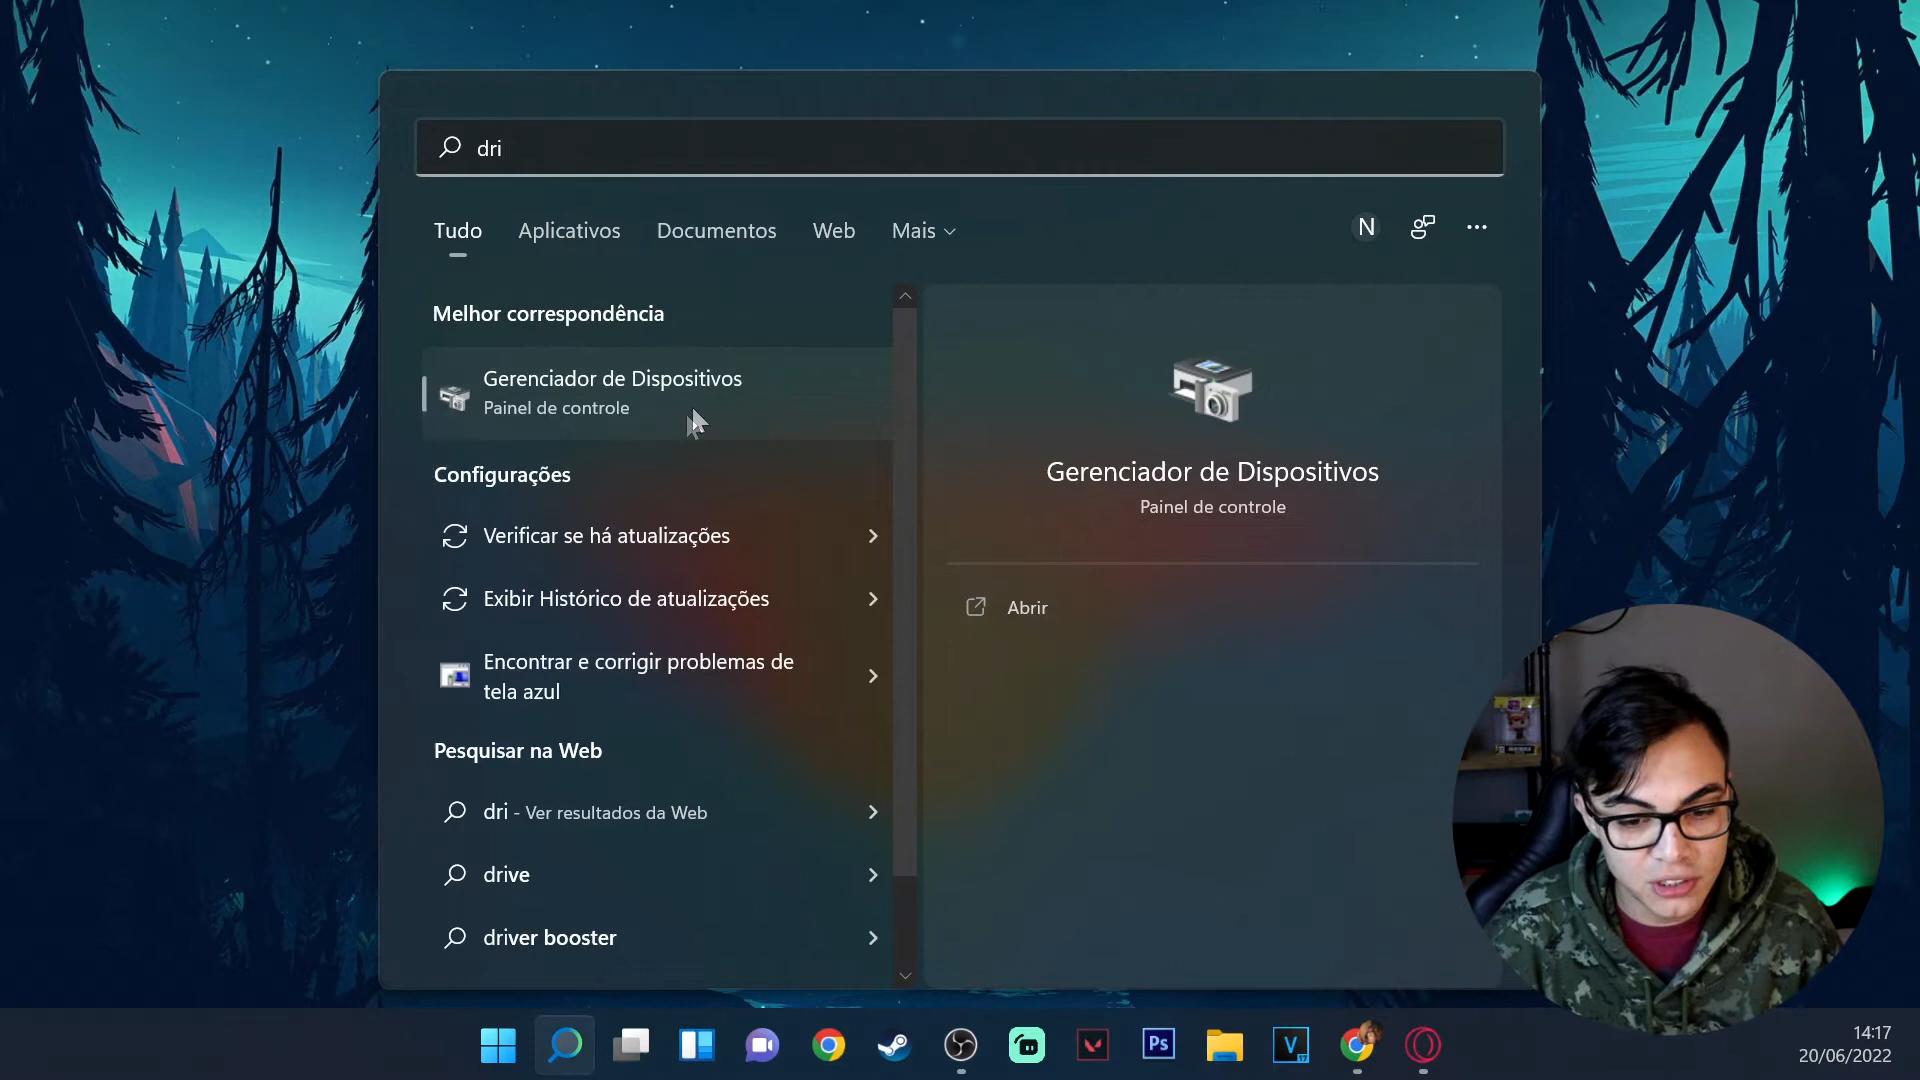 dri
Tudo Aplicativos Documentos Web Mais
N
Melhor correspondência
Gerenciador de Dispositivos
Painel de controle
Configurações
Verificar se há atualizações
Exibir Histórico de atualizações
Encontrar e corrigir problemas de
tela azul
Pesquisar na Web
dri - Ver resultados da Web
drive
driver booster
Gerenciador de Dispositivos
Painel de controle
Abrir
Ps
V
17
14:17
20/06/2022